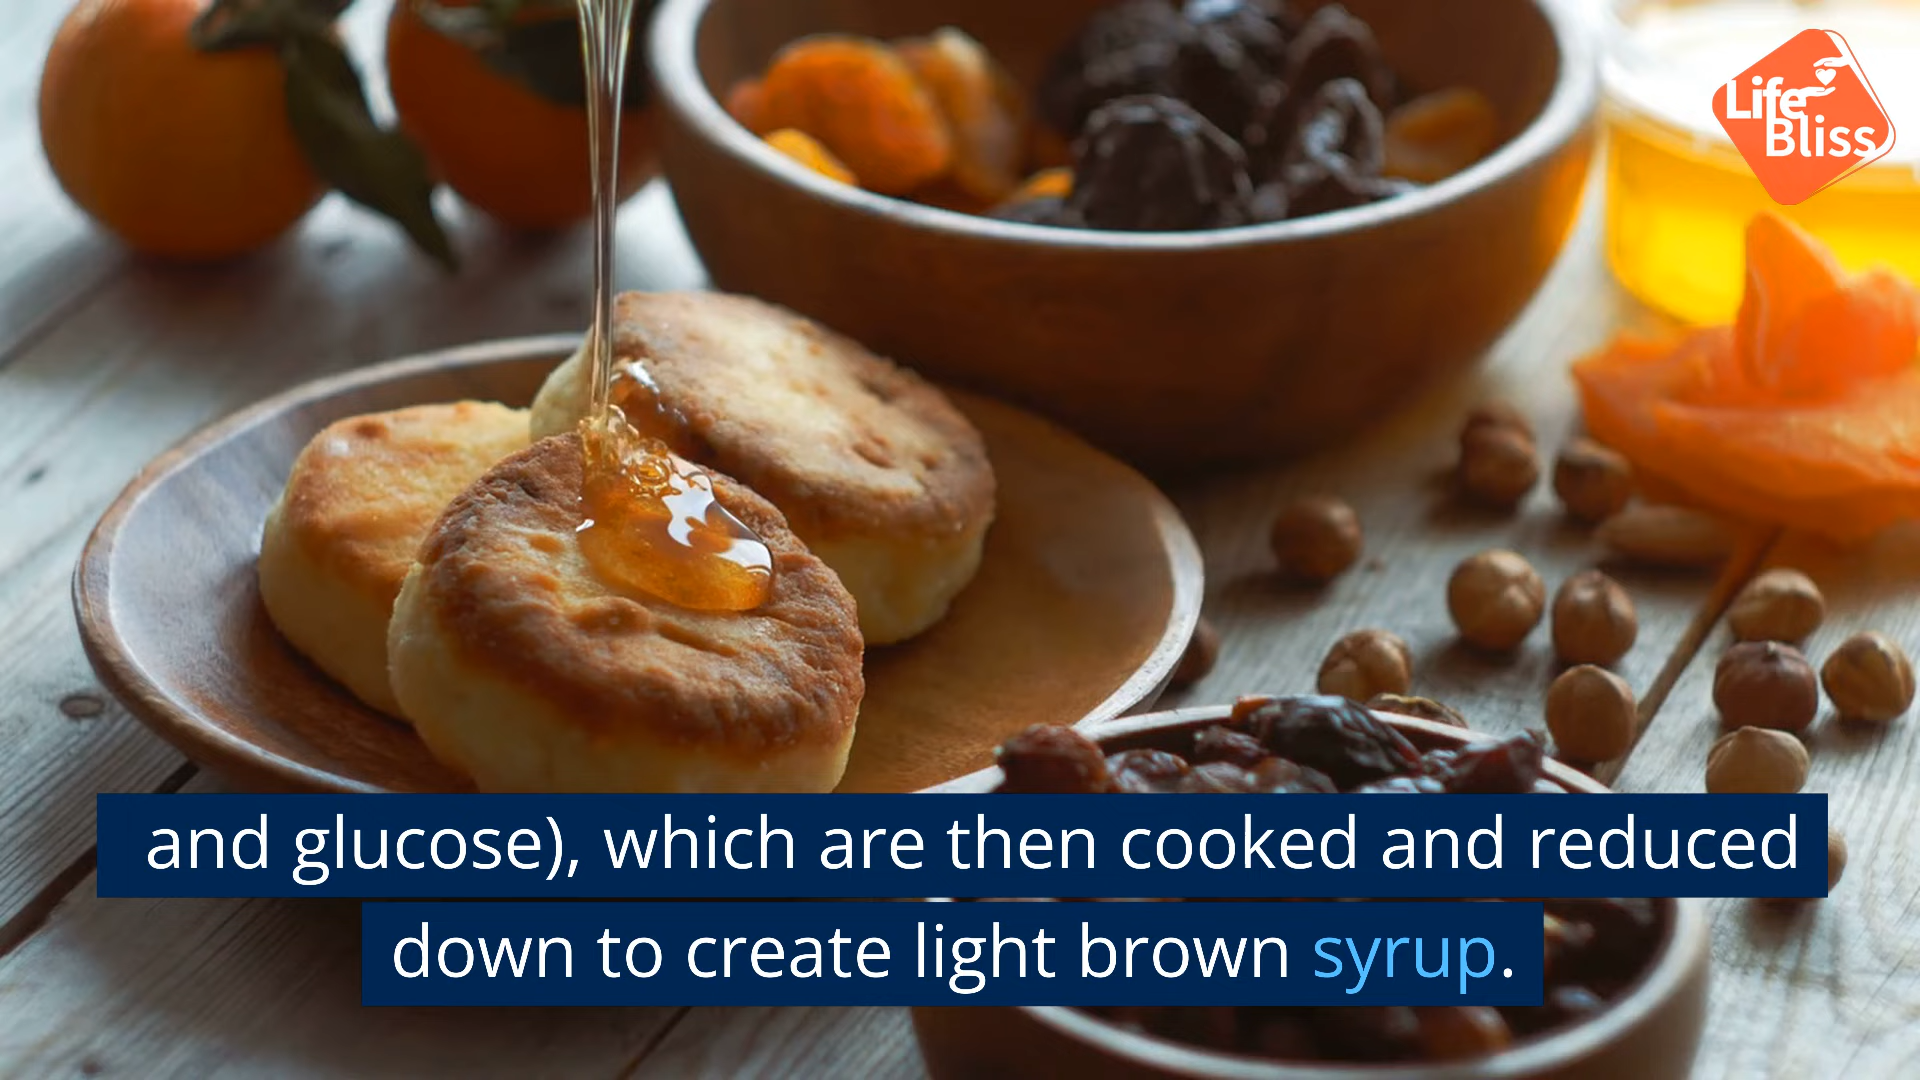 Life
Bliss
and glucose), which are then cooked and reduced
down to create light brown syrup.